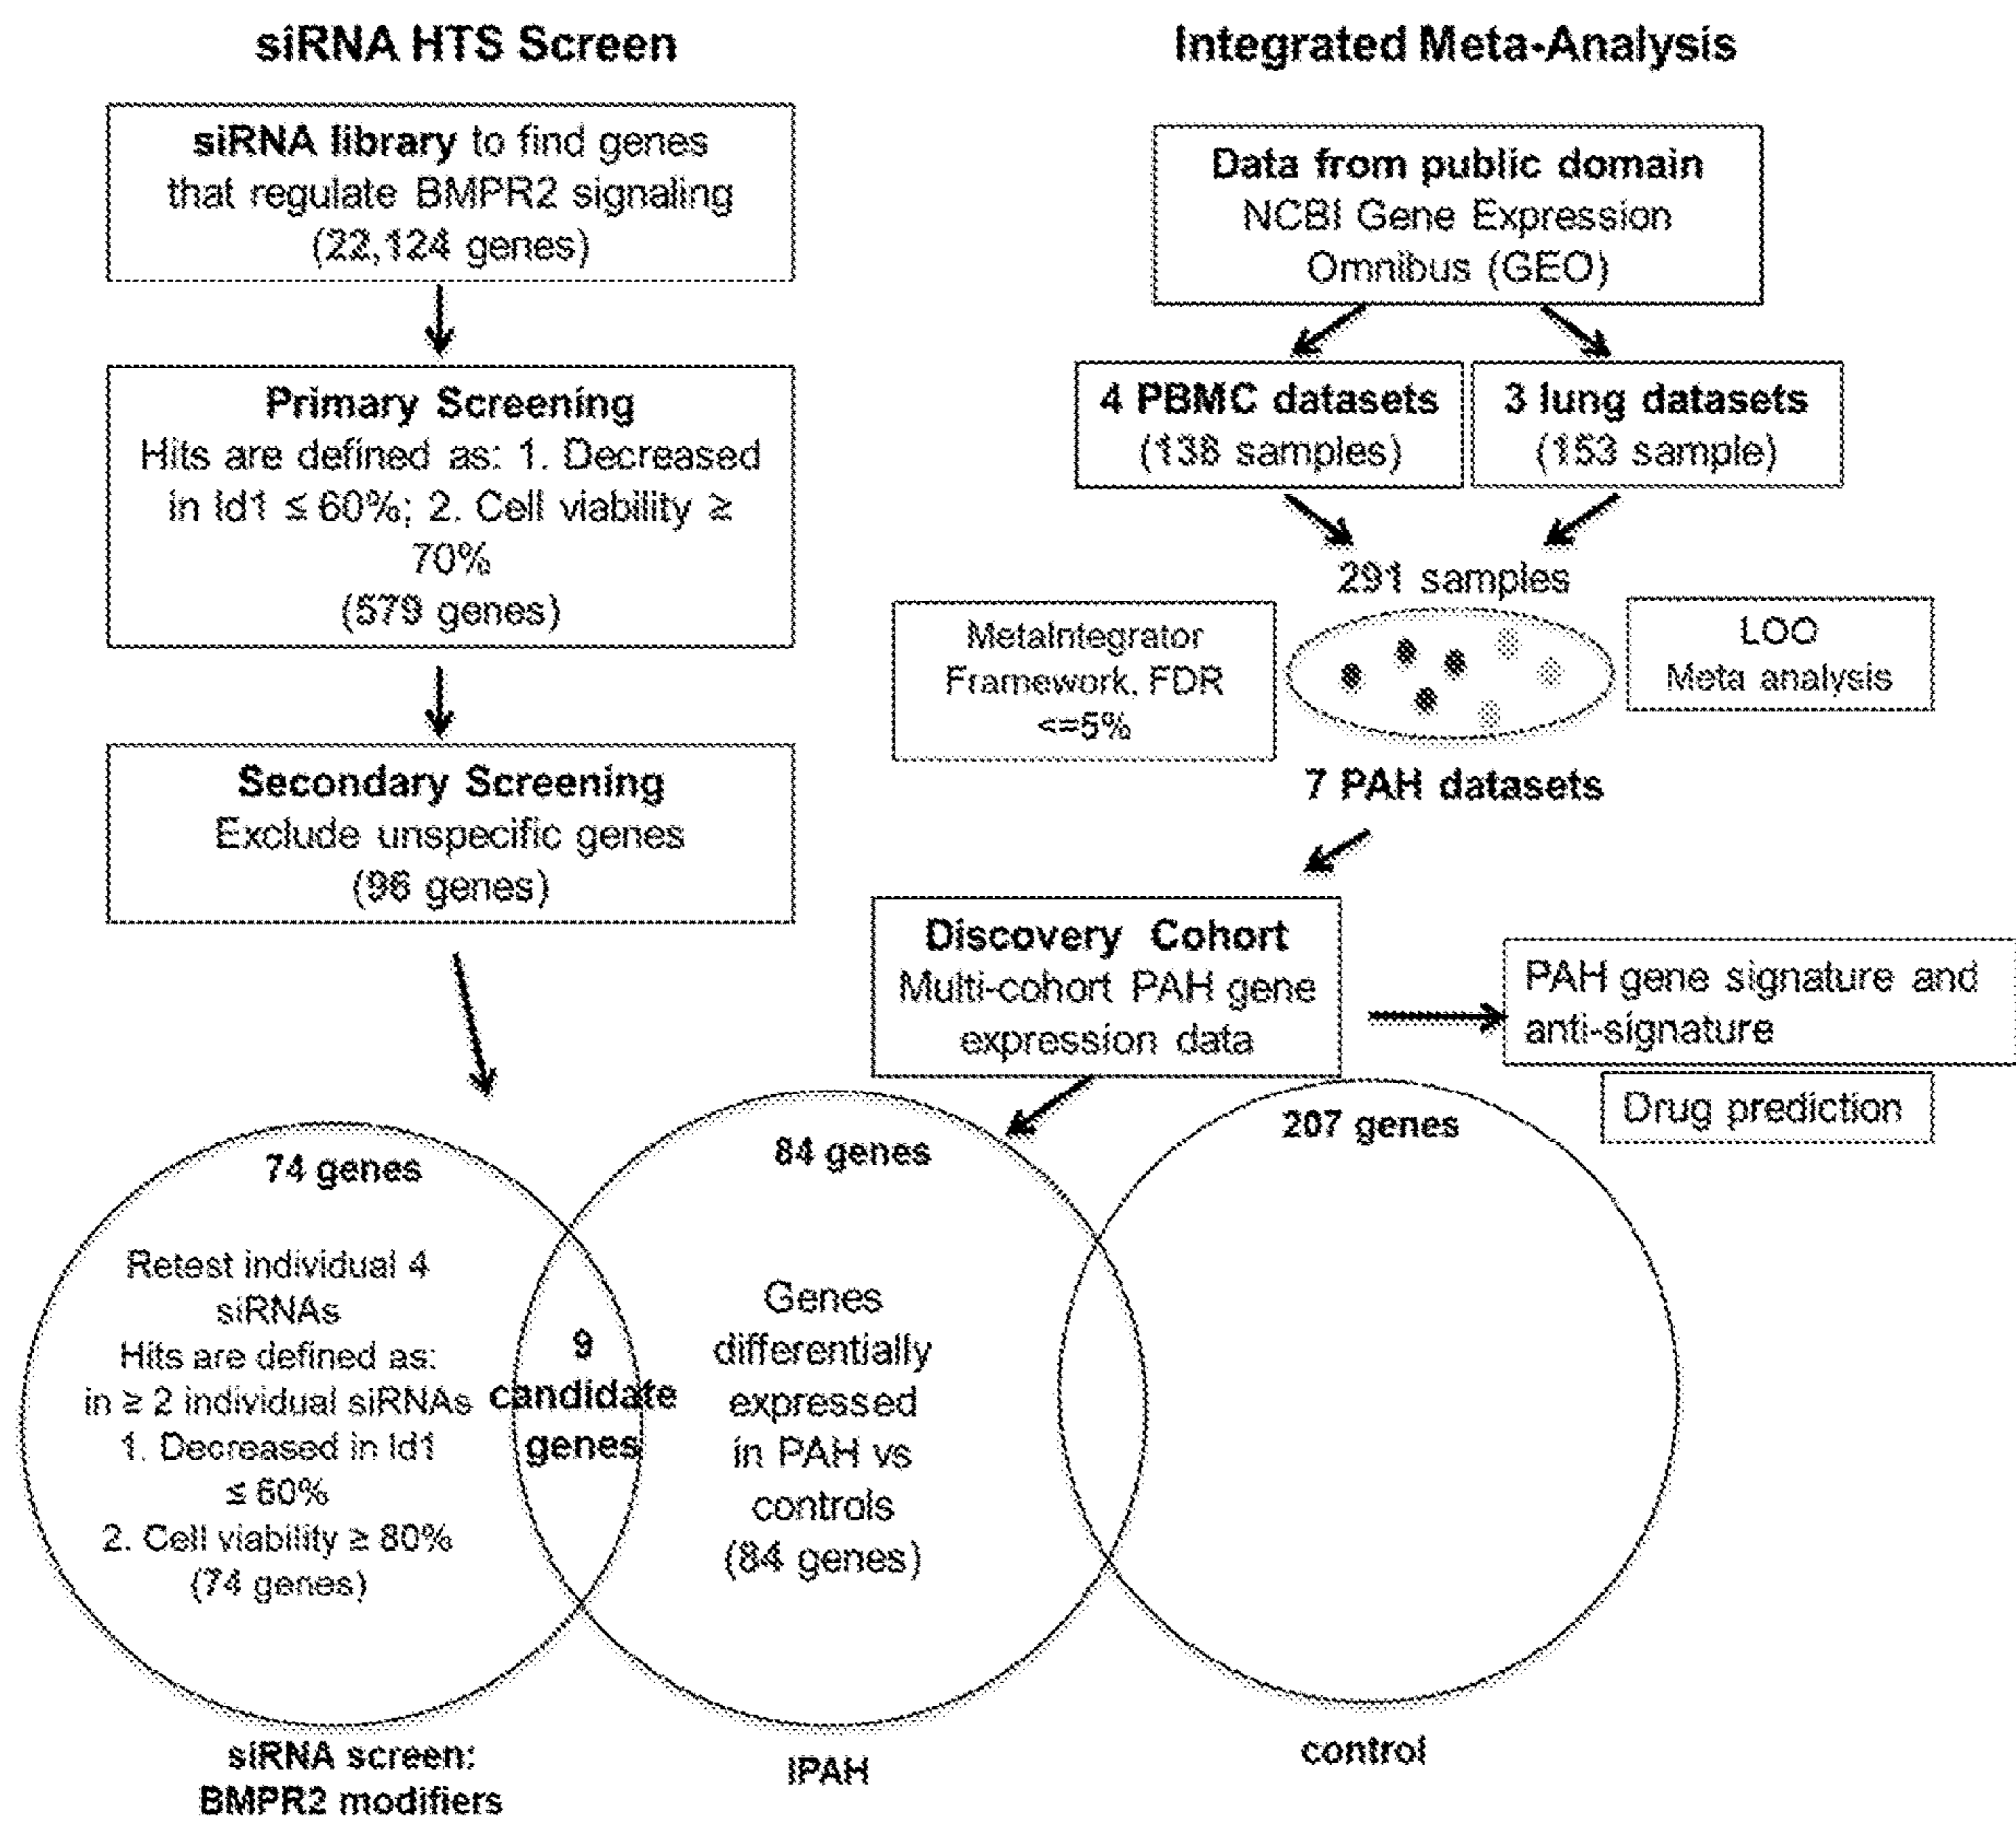 siRNA HTS Screen
siRNA library to find genes
that regulate BMPR2 signaling
(22,124 genes)
Primary Screening
Hits are defined as: 1. Decreased
in Id1 ≤ 60%; 2. Cell viability ≥
70%
(579 genes)
Secondary Screening
Exclude unspecific genes
(96 genes)
Integrated Meta-Analysis
Data from public domain
NCBI Gene Expression
Omnibus (GEO)
4 PBMC datasets
(138 samples)
3 lung datasets
(153 sample)
291 samples
MetaIntegrator
Framework, FDR
<=5%
LOO
Meta analysis
7 PAH datasets
Discovery Cohort
Multi-cohort PAH gene
expression data
PAH gene signature and
anti-signature
Drug prediction
74 genes
Retest individual 4
siRNAs
Hits are defined as:
in ≥ 2 individual siRNAs
1. Decreased in Id1
≤ 60%
2. Cell viability ≥ 80%
(74 genes)
9
candidate
genes
84 genes
Genes
differentially
expressed
in PAH vs
controls
(84 genes)
207 genes
siRNA screen:
BMPR2 modifiers
IPAH
control